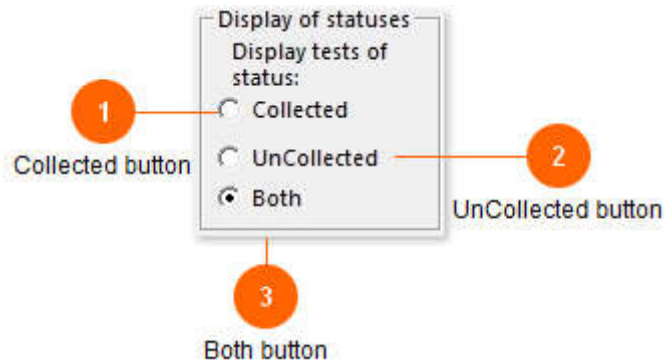 Display of statuses
Display tests of
status:
1
Collected
Collected button
UnCollected
2
UnCollected button
Both
3
Both button